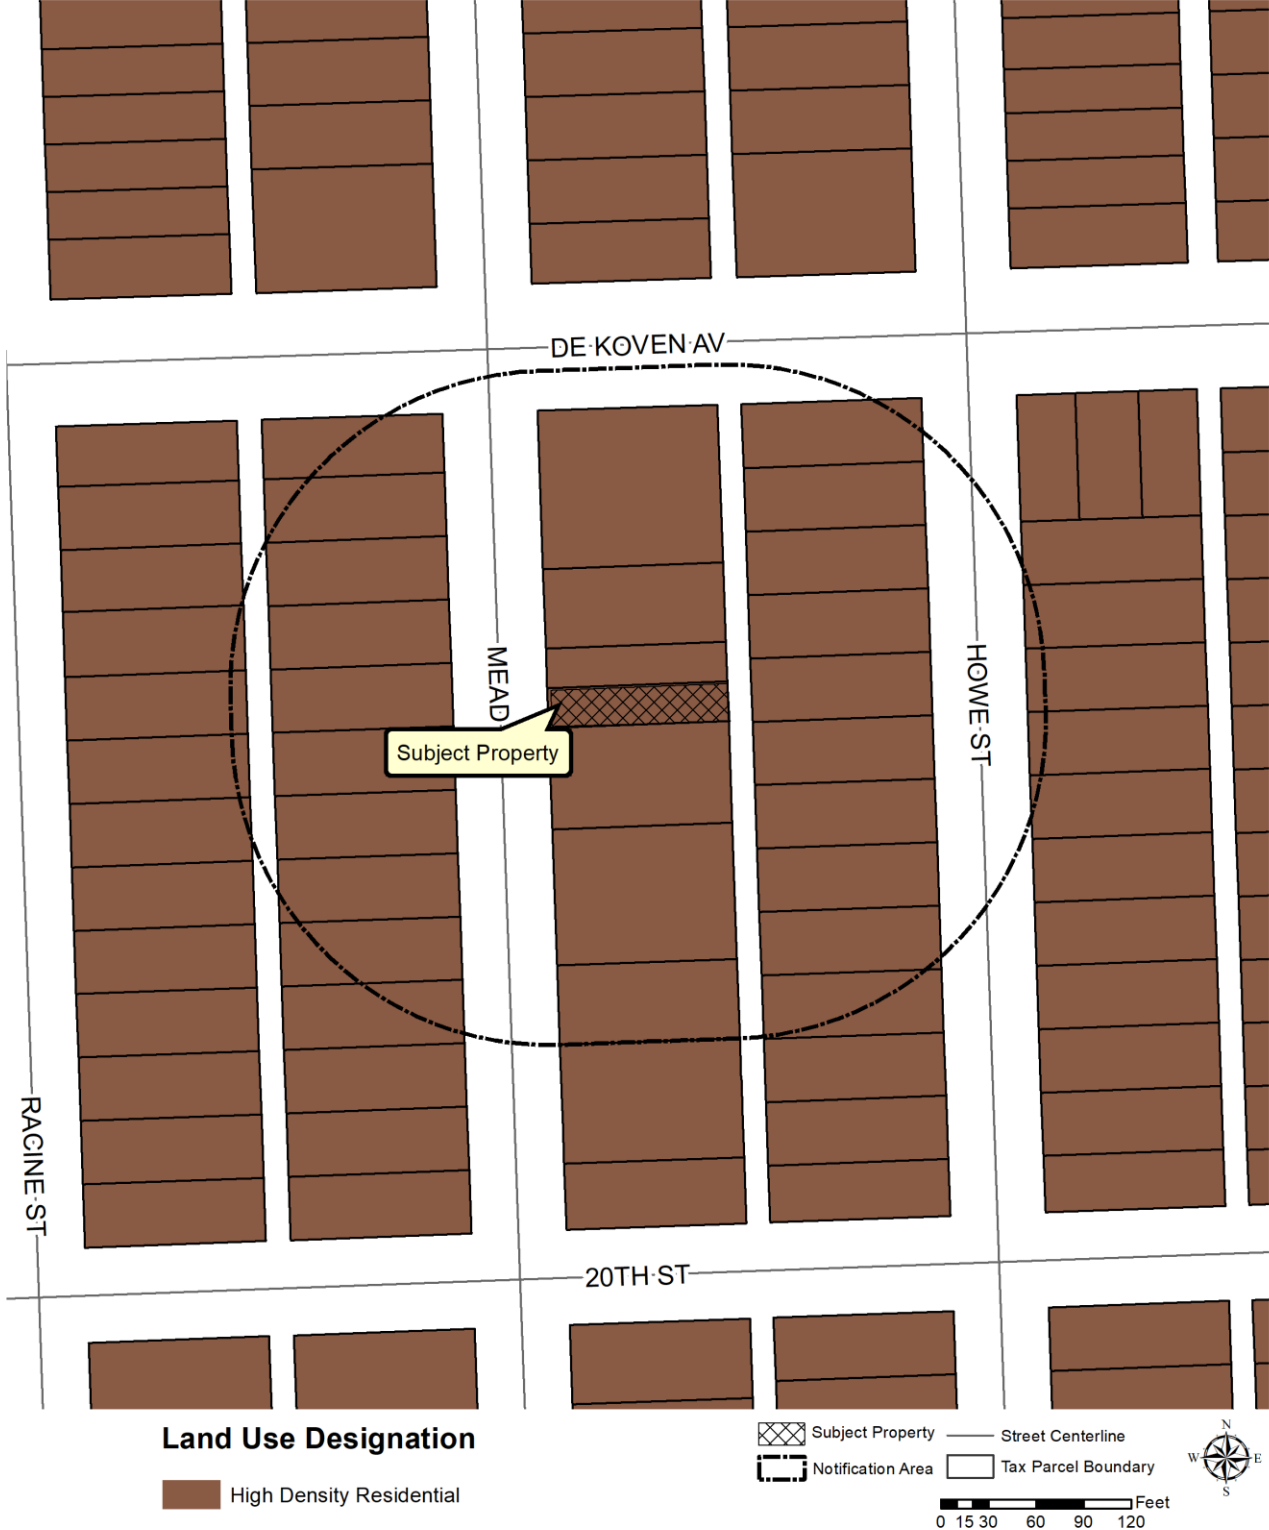 DE KOVEN AV
MEAD
HOWE ST
Subject Property
RACINE ST
20TH ST
Land Use Designation
High Density Residential
Subject Property
Notification Area
Street Centerline
Tax Parcel Boundary
N
W E
S
Feet
0 15 30 60 90 120